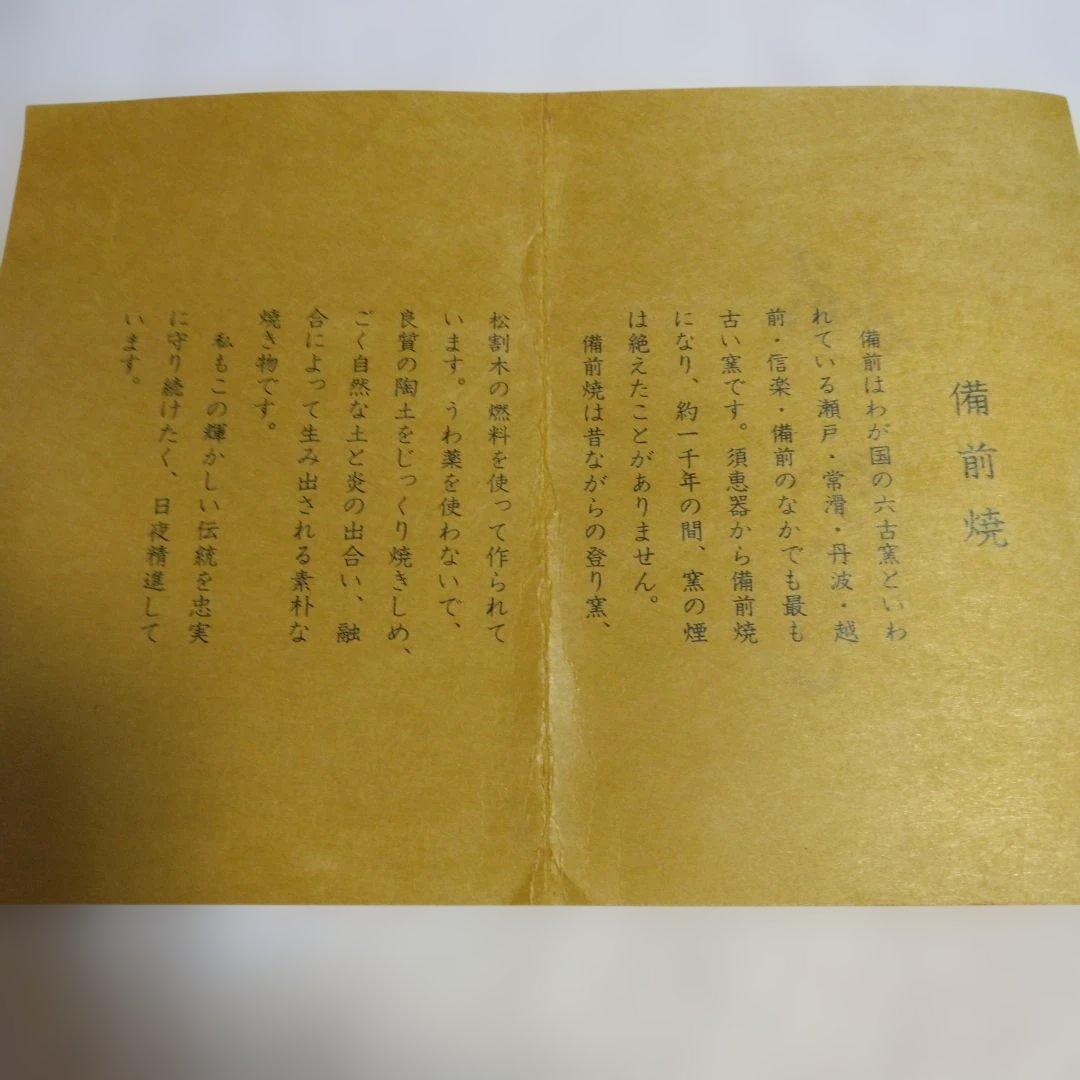 備前焼
備前はわが国の六古窯といわ
れている瀬戸・常滑・丹波・越
前・信楽・備前のなかでも最も
古い窯です。須恵器から備前焼
になり、約一千年の間、窯の煙
は絶えたことがありません。
備前焼は昔ながらの登り窯、
松割木の燃料を使って作られて
います。うわ薬を使わないで、
良質の陶土をじっくり焼きしめ、
ごく自然な土と炎の出合い、融
合によって生み出される素朴な
焼き物です。
私もこの輝かしい伝統を忠実
に守り続けたく、日夜精進して
います。